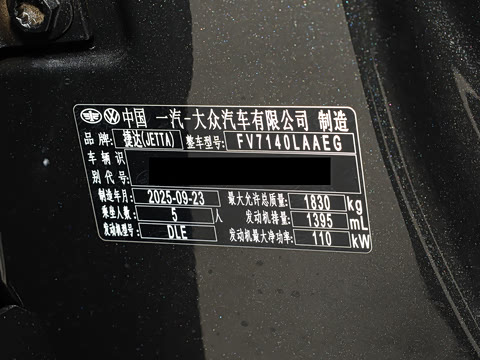 中国 一汽-大众汽车有限公司 制造
品牌: 捷达(JETTA) 整车型号: FV7140LAAEG
车辆识
别代号:
制造年月: 2025-09-23 最大允许总质量: 1830 kg
乘坐人数: 5 人 发动机排量: 1395 mL
发动机型号: DLE 发动机最大净功率: 110 kW